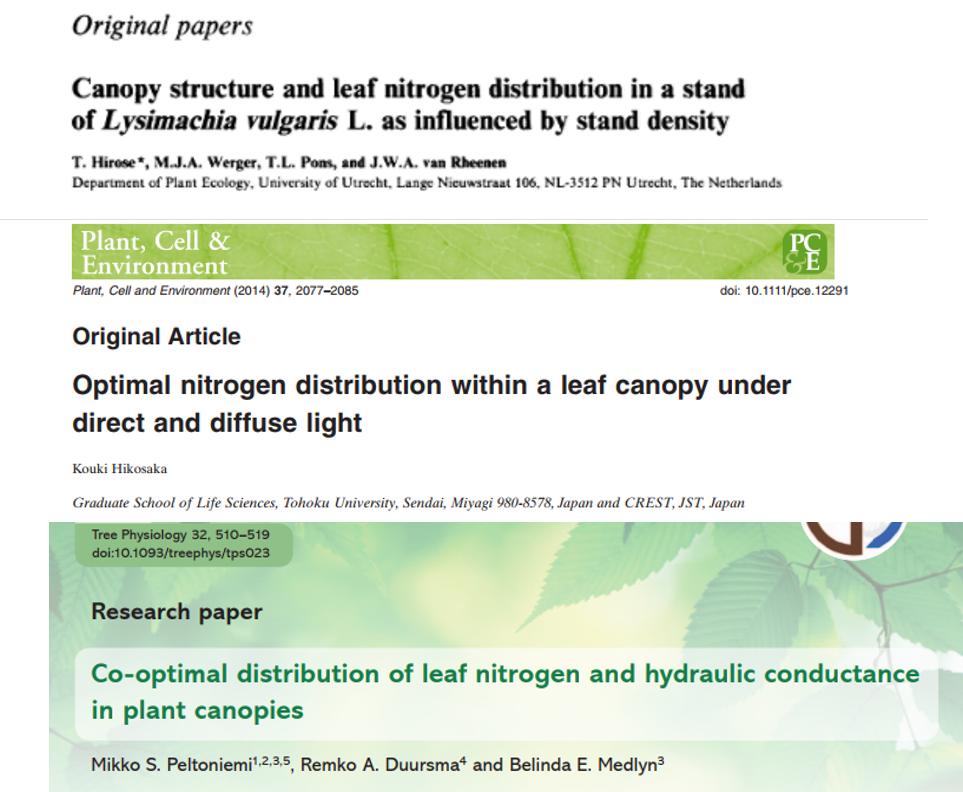 Original papers
Canopy structure and leaf nitrogen distribution in a stand
of Lysimachia vulgaris L. as influenced by stand density
T. Hirose*, M.J.A. Werger, T.L. Pons, and J.W.A. van Rheenen
Department of Plant Ecology, University of Utrecht, Lange Nieuwstraat 106, NL-3512 PN Utrecht, The Netherlands
Plant, Cell &
Environment
PC
&E
Plant, Cell and Environment (2014) 37, 2077–2085
doi: 10.1111/pce.12291
Original Article
Optimal nitrogen distribution within a leaf canopy under
direct and diffuse light
Kouki Hikosaka
Graduate School of Life Sciences, Tohoku University, Sendai, Miyagi 980-8578, Japan and CREST, JST, Japan
Tree Physiology 32, 510–519
doi:10.1093/treephys/tps023
Research paper
Co-optimal distribution of leaf nitrogen and hydraulic conductance
in plant canopies
Mikko S. Peltoniemi1,2,3,5, Remko A. Duursma4 and Belinda E. Medlyn3